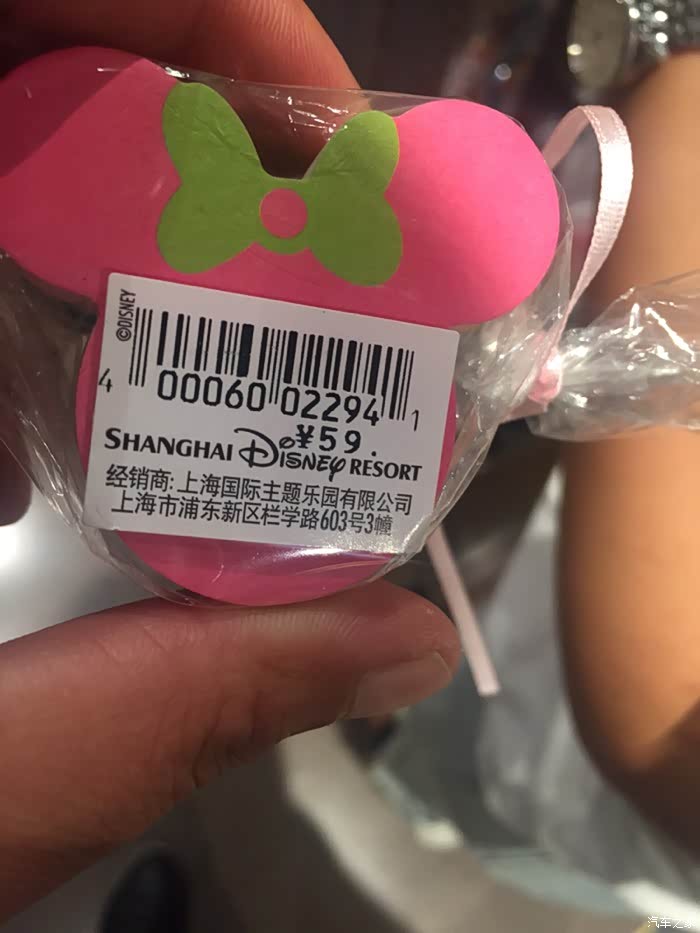 ©DISNEY
4 00060 02294 1
¥59.
SHANGHAI DISNEY RESORT
经销商:上海国际主题乐园有限公司
上海市浦东新区栏学路603号3幢
汽车之家